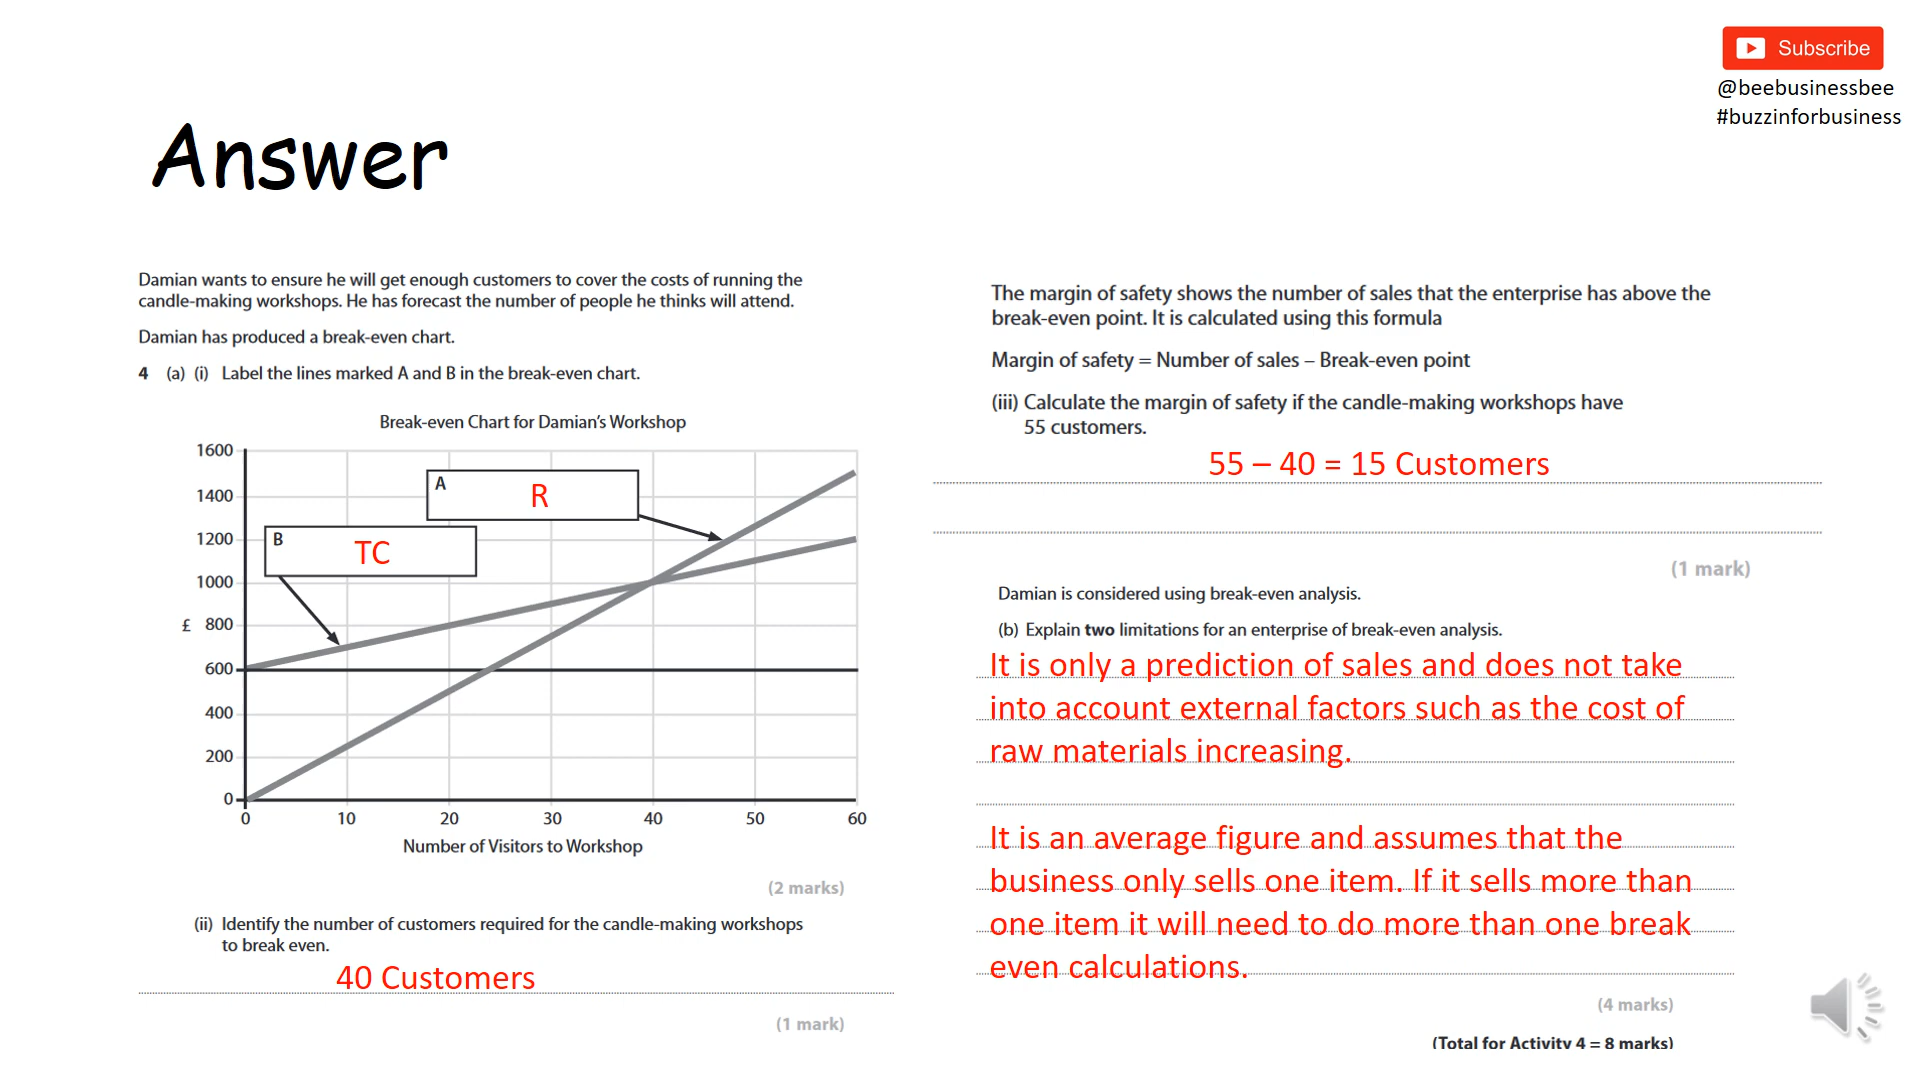 Subscribe
@beebusinessbee
#buzzinforbusiness
Answer
Damian wants to ensure he will get enough customers to cover the costs of running the
candle-making workshops. He has forecast the number of people he thinks will attend.
Damian has produced a break-even chart.
4 (a) (i) Label the lines marked A and B in the break-even chart.
Break-even Chart for Damian's Workshop
1600
1400
1200
1000
£ 800
600
400
200
0
A R
B TC
0 10 20 30 40 50 60
Number of Visitors to Workshop
(2 marks)
(ii) Identify the number of customers required for the candle-making workshops
to break even.
40 Customers
(1 mark)
The margin of safety shows the number of sales that the enterprise has above the
break-even point. It is calculated using this formula
Margin of safety = Number of sales – Break-even point
(iii) Calculate the margin of safety if the candle-making workshops have
55 customers.
55 – 40 = 15 Customers
(1 mark)
Damian is considered using break-even analysis.
(b) Explain two limitations for an enterprise of break-even analysis.
It is only a prediction of sales and does not take
into account external factors such as the cost of
raw materials increasing.
It is an average figure and assumes that the
business only sells one item. If it sells more than
one item it will need to do more than one break
even calculations.
(4 marks)
(Total for Activity 4 = 8 marks)